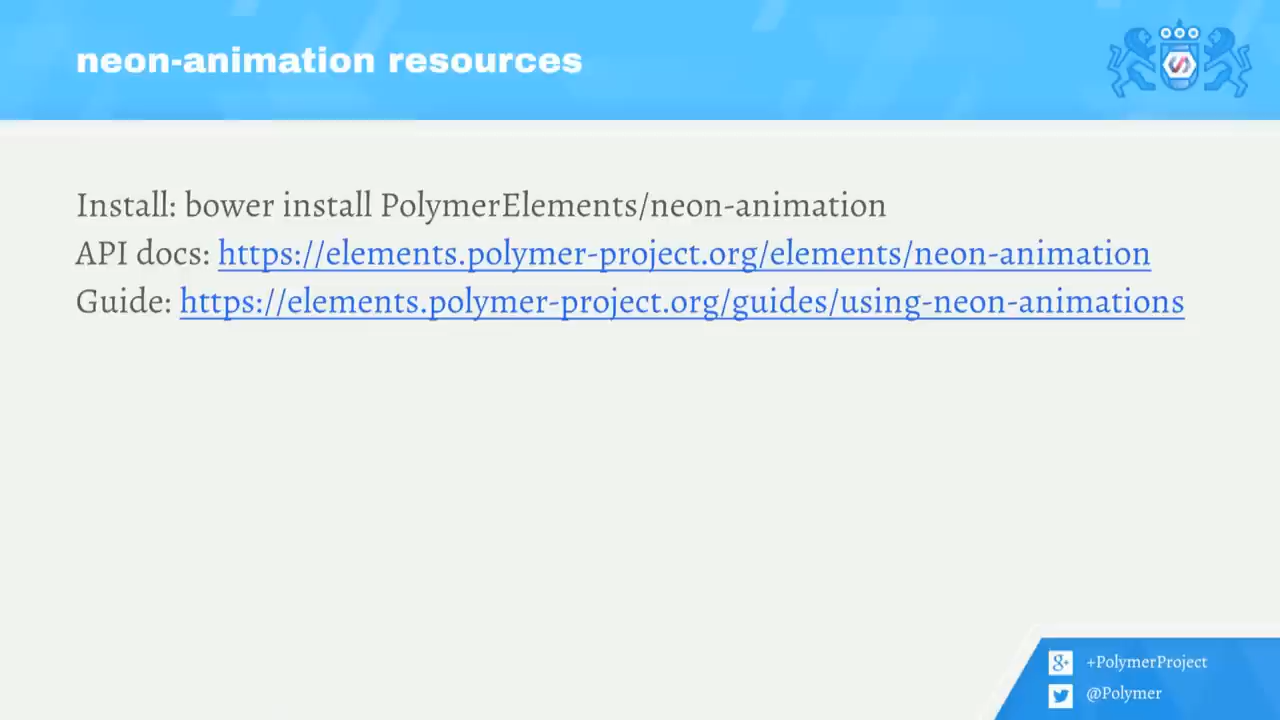 neon-animation resources
Install: bower install PolymerElements/neon-animation
API docs: https://elements.polymer-project.org/elements/neon-animation
Guide: https://elements.polymer-project.org/guides/using-neon-animations
+PolymerProject
@Polymer